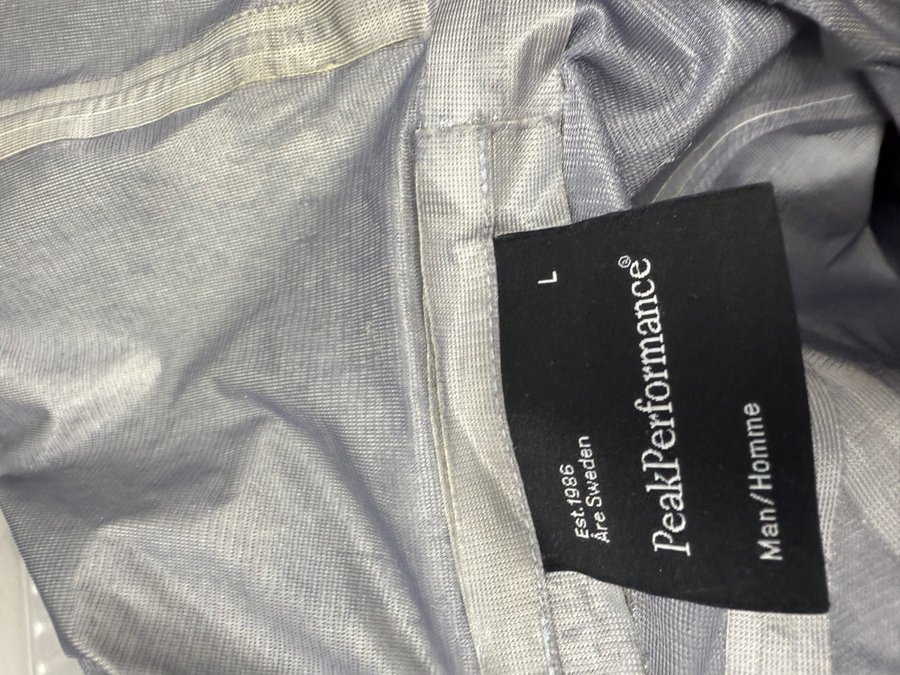 L
Est.1986
Åre Sweden
PeakPerformance®
Man/Homme